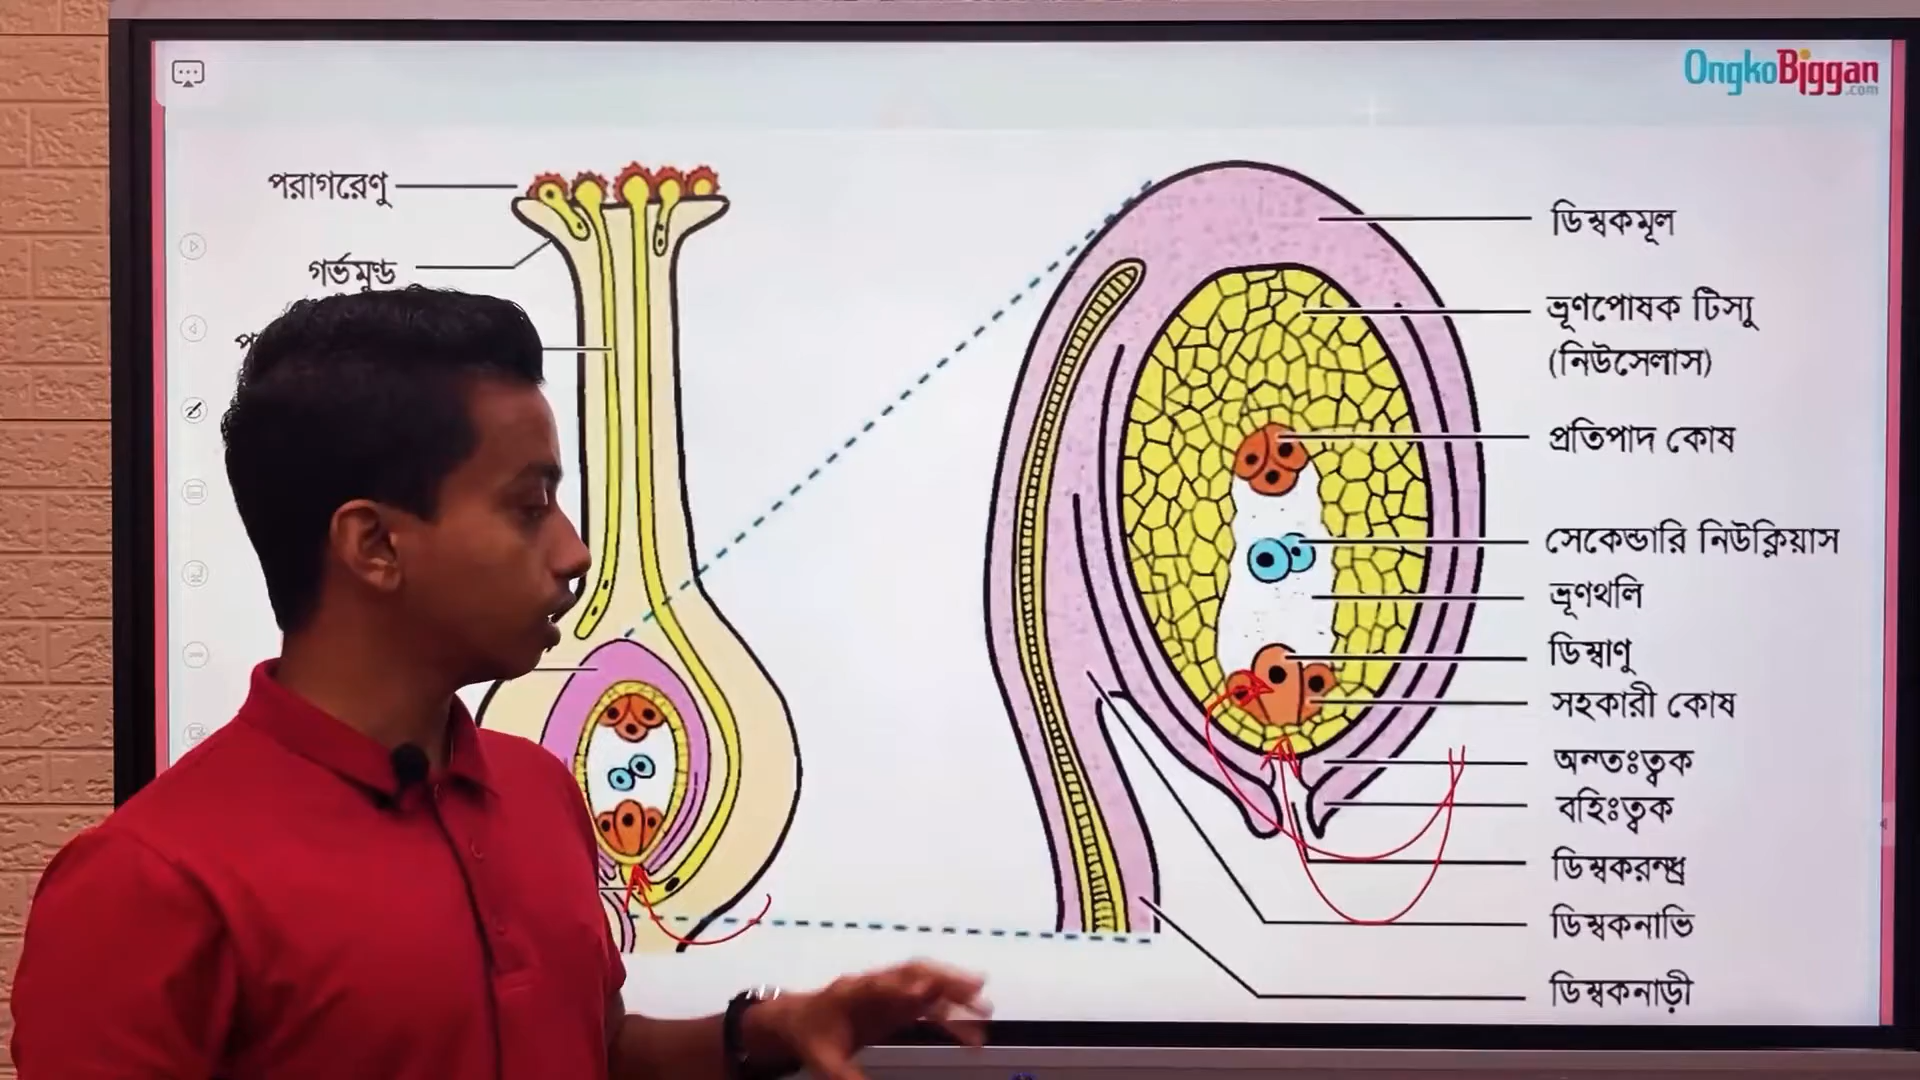 OngkoBiggan
.com
পরাগরেণু
গর্ভমুণ্ড
ডিম্বকমূল
ভ্রূণপোষক টিস্যু
(নিউসেলাস)
প্রতিপাদ কোষ
সেকেন্ডারি নিউক্লিয়াস
ভ্রূণথলি
ডিম্বাণু
সহকারী কোষ
অন্তঃত্বক
বহিঃত্বক
ডিম্বকরন্ধ্র
ডিম্বকনাভি
ডিম্বকনাড়ী